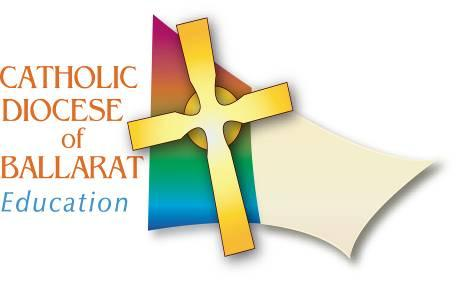 CATHOLIC
DIOCESE
of
BALLARAT
Education